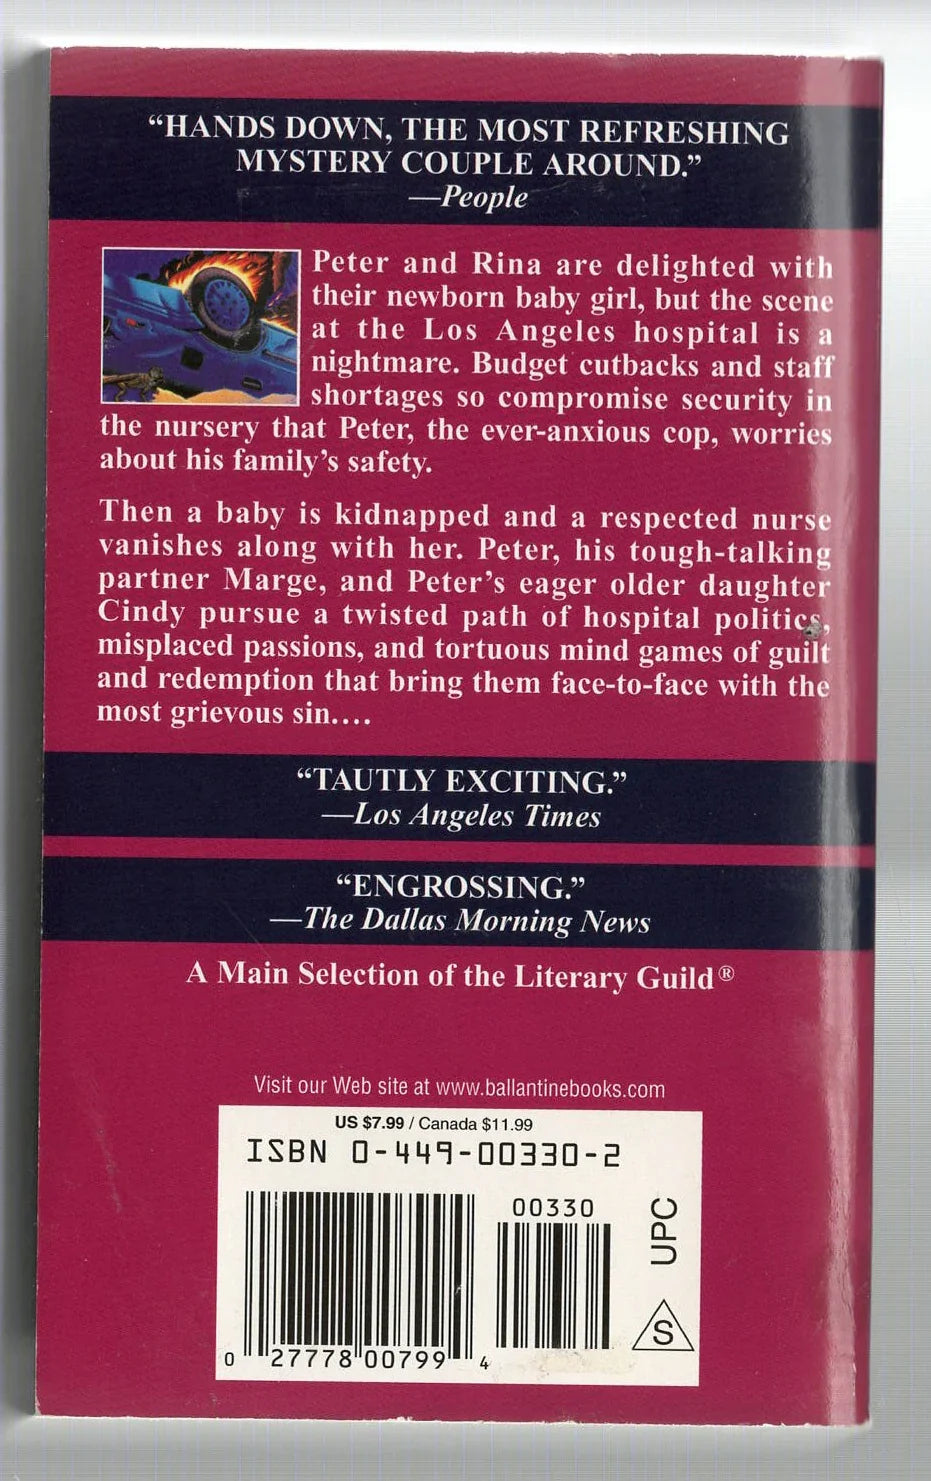 “HANDS DOWN, THE MOST REFRESHING
MYSTERY COUPLE AROUND.”
—People
Peter and Rina are delighted with
their newborn baby girl, but the scene
at the Los Angeles hospital is a
nightmare. Budget cutbacks and staff
shortages so compromise security in
the nursery that Peter, the ever-anxious cop, worries
about his family’s safety.
Then a baby is kidnapped and a respected nurse
vanishes along with her. Peter, his tough-talking
partner Marge, and Peter’s eager older daughter
Cindy pursue a twisted path of hospital politics,
misplaced passions, and tortuous mind games of guilt
and redemption that bring them face-to-face with the
most grievous sin....
“TAUTLY EXCITING.”
—Los Angeles Times
“ENGROSSING.”
—The Dallas Morning News
A Main Selection of the Literary Guild®
Visit our Web site at www.ballantinebooks.com
US $7.99 / Canada $11.99
ISBN 0-449-00330-2
00330
UPC
S
0 27778 00799 4